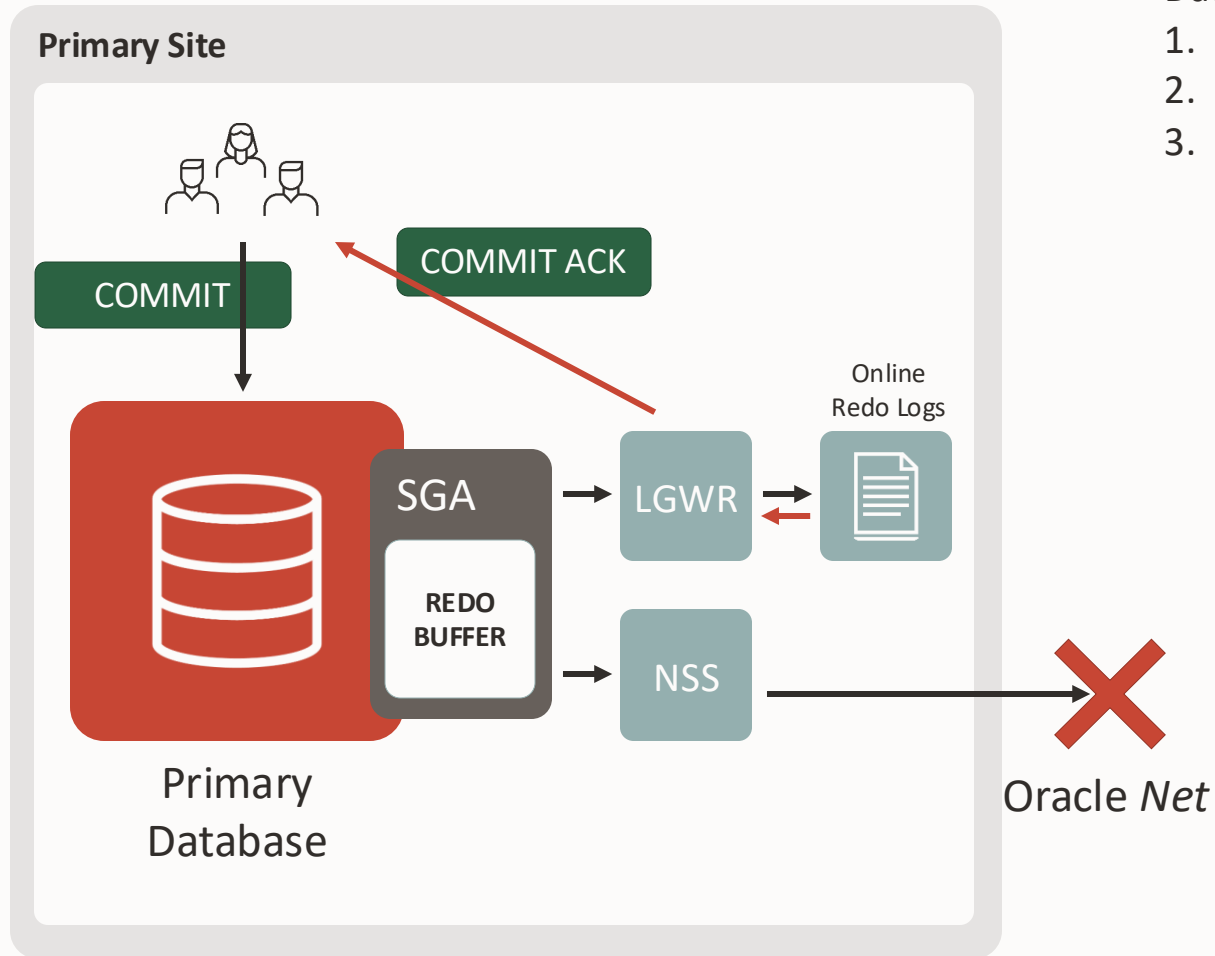 Primary Site
1.
2.
3.
COMMIT ACK
COMMIT
Online
Redo Logs
SGA
LGWR
REDO
BUFFER
NSS
Primary
Database
Oracle Net